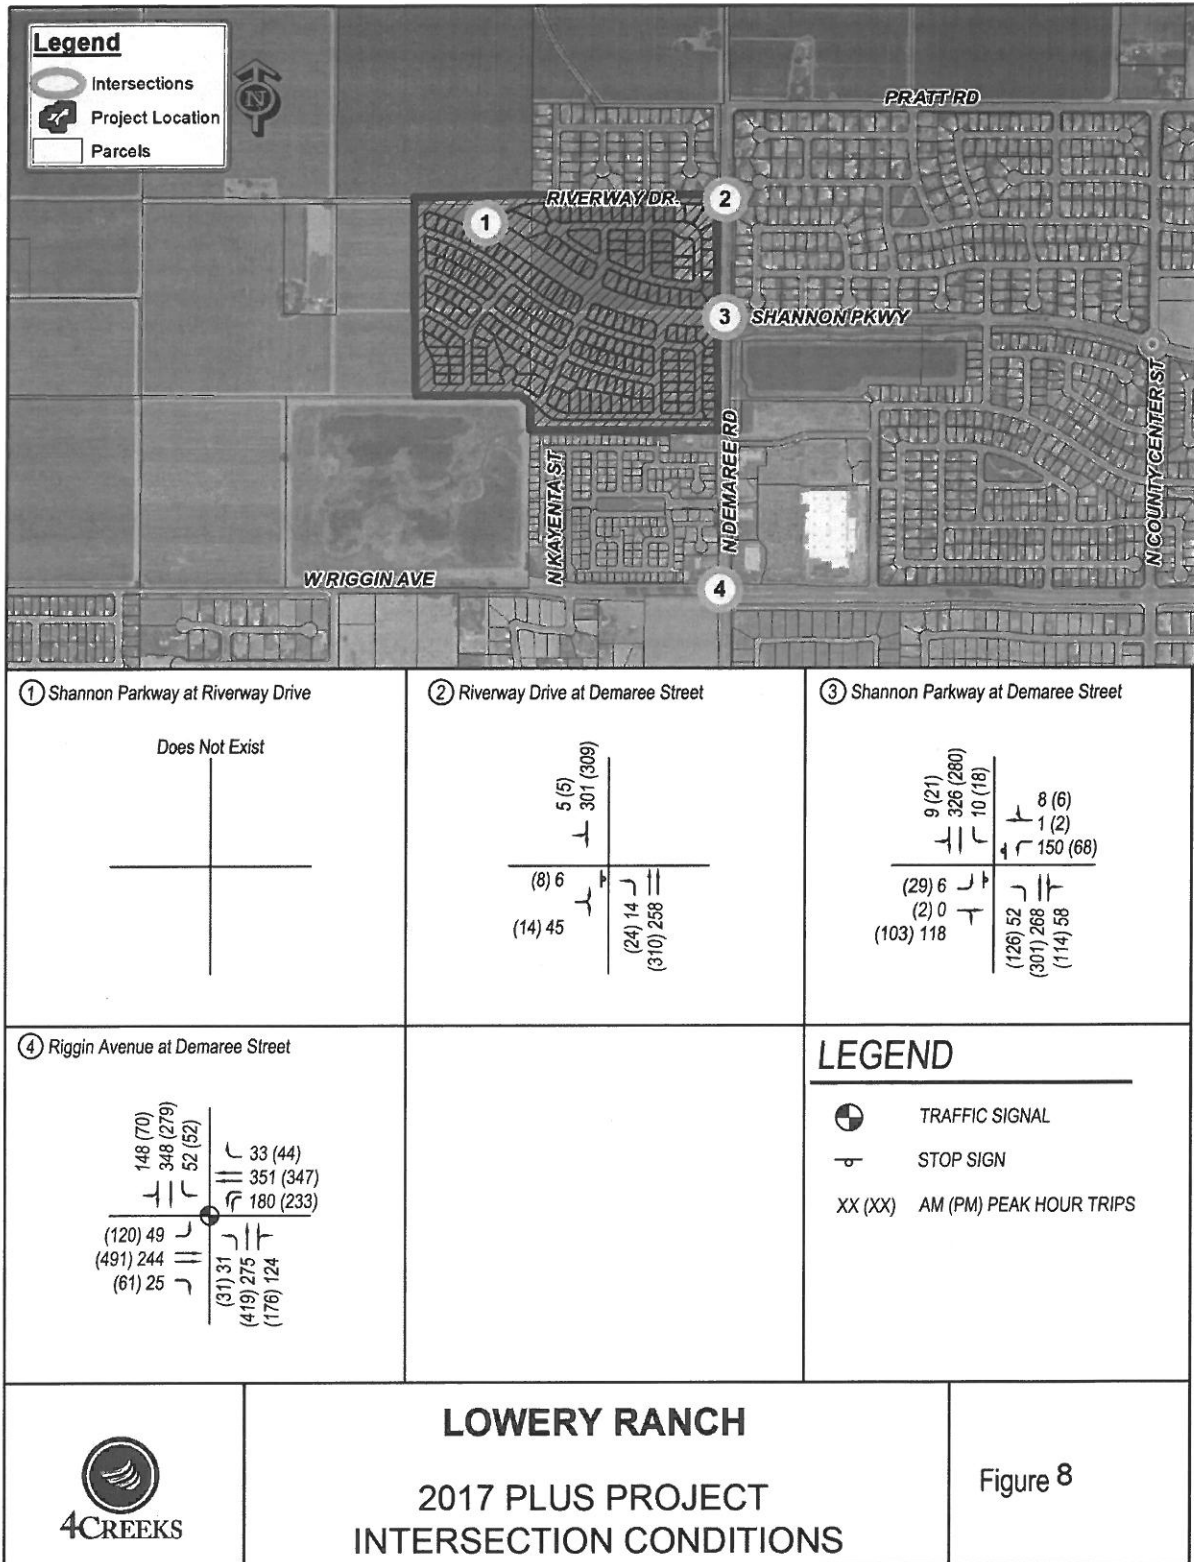 Legend
Intersections
Project Location
Parcels
N
PRATT RD
RIVERWAY DR.
1
2
3
SHANNON PKWY
N KAYENTA ST
N DEMAREE RD
N COUNTY CENTER ST
W RIGGIN AVE
4
1 Shannon Parkway at Riverway Drive
Does Not Exist
2 Riverway Drive at Demaree Street
5 (5)
301 (309)
(8) 6
(14) 45
(24) 14
(310) 258
3 Shannon Parkway at Demaree Street
9 (21)
326 (280)
10 (18)
8 (6)
1 (2)
150 (68)
(29) 6
(2) 0
(103) 118
(126) 52
(301) 268
(114) 58
4 Riggin Avenue at Demaree Street
148 (70)
348 (279)
52 (52)
33 (44)
351 (347)
180 (233)
(120) 49
(491) 244
(61) 25
(31) 31
(419) 275
(176) 124
LEGEND
TRAFFIC SIGNAL
STOP SIGN
XX (XX) AM (PM) PEAK HOUR TRIPS
4CREEKS
LOWERY RANCH
2017 PLUS PROJECT
INTERSECTION CONDITIONS
Figure 8